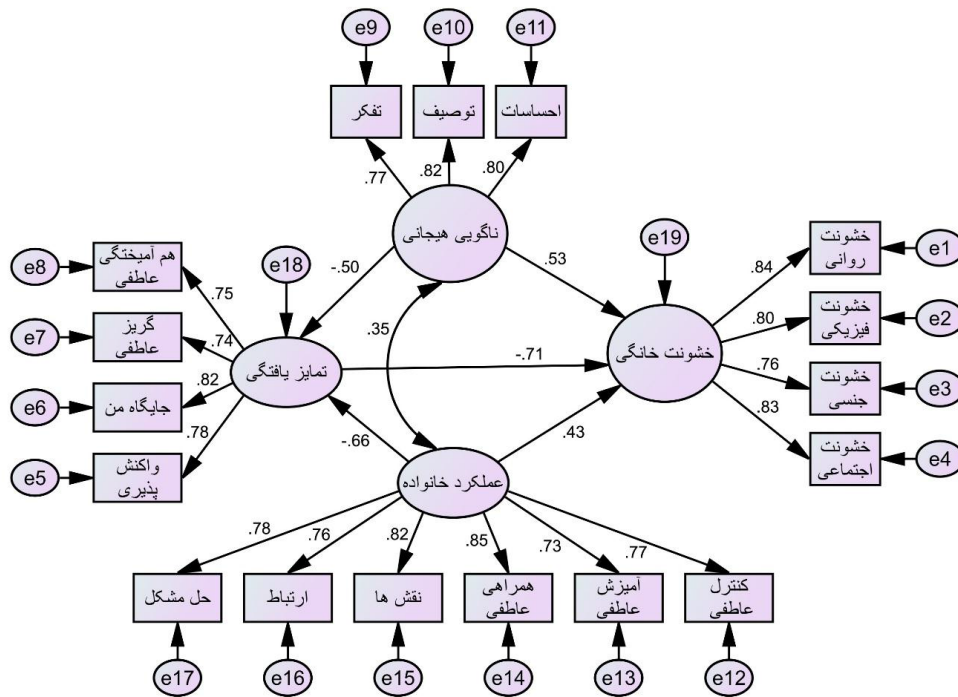 e9
e10
e11
تفکر
توصیف
احساسات
.77
.82
.80
ناگویی هیجانی
e8
هم آمیختگی
عاطفی
e18
-.50
.53
e19
خشونت
روانی
e1
.84
.75
e7
گریز
عاطفی
.74
.35
.80
خشونت
فیزیکی
e2
تمایز یافتگی
-.71
خشونت خانگی
e6
جایگاه من
.82
.76
خشونت
جنسی
e3
e5
واکنش
پذیری
.78
-.66
.43
.83
خشونت
اجتماعی
e4
عملکرد خانواده
.78
.76
.82
.85
.73
.77
حل مشکل
ارتباط
نقش ها
همراهی
عاطفی
آمیزش
عاطفی
کنترل
عاطفی
e17
e16
e15
e14
e13
e12